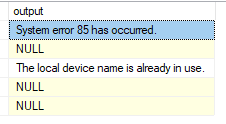 output
System error 85 has occurred.
NULL
The local device name is already in use.
NULL
NULL